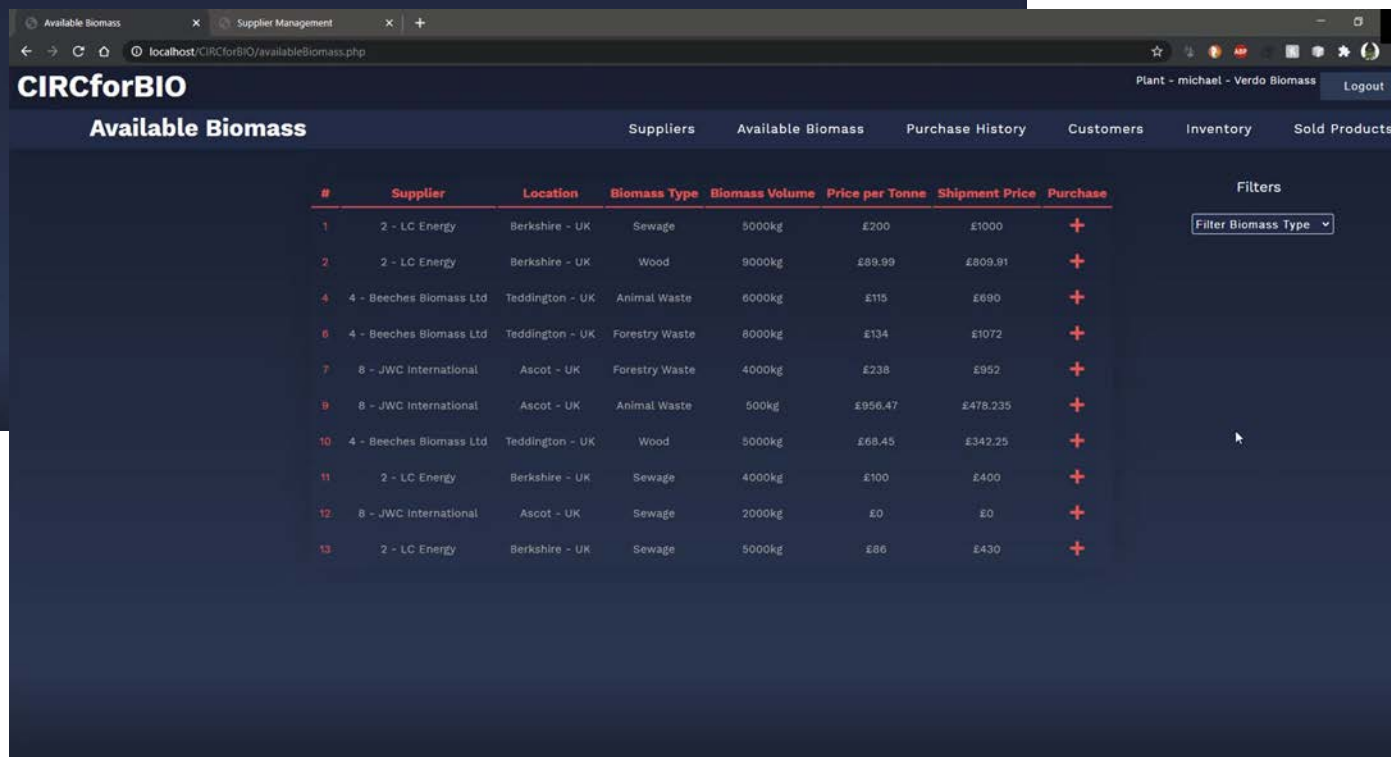 Available Biomass Supplier Management
localhost/CIRCforBIO/availableBiomass.php ABP
CIRCforBIO Plant - michael - Verdo Biomass Logout
Available Biomass Suppliers Available Biomass Purchase History Customers Inventory Sold Products
# Supplier Location Biomass Type Biomass Volume Price per Tonne Shipment Price Purchase Filters
1 2 - LC Energy Berkshire - UK Sewage 5000kg £200 £1000 + Filter Biomass Type
2 2 - LC Energy Berkshire - UK Wood 9000kg £89.99 £809.91 +
4 4 - Beeches Biomass Ltd Teddington - UK Animal Waste 6000kg £115 £690 +
6 4 - Beeches Biomass Ltd Teddington - UK Forestry Waste 8000kg £134 £1072 +
7 8 - JWC International Ascot - UK Forestry Waste 4000kg £238 £952 +
9 8 - JWC International Ascot - UK Animal Waste 500kg £956.47 £478.235 +
10 4 - Beeches Biomass Ltd Teddington - UK Wood 5000kg £68.45 £342.25 +
11 2 - LC Energy Berkshire - UK Sewage 4000kg £100 £400 +
12 8 - JWC International Ascot - UK Sewage 2000kg £0 £0 +
13 2 - LC Energy Berkshire - UK Sewage 5000kg £86 £430 +